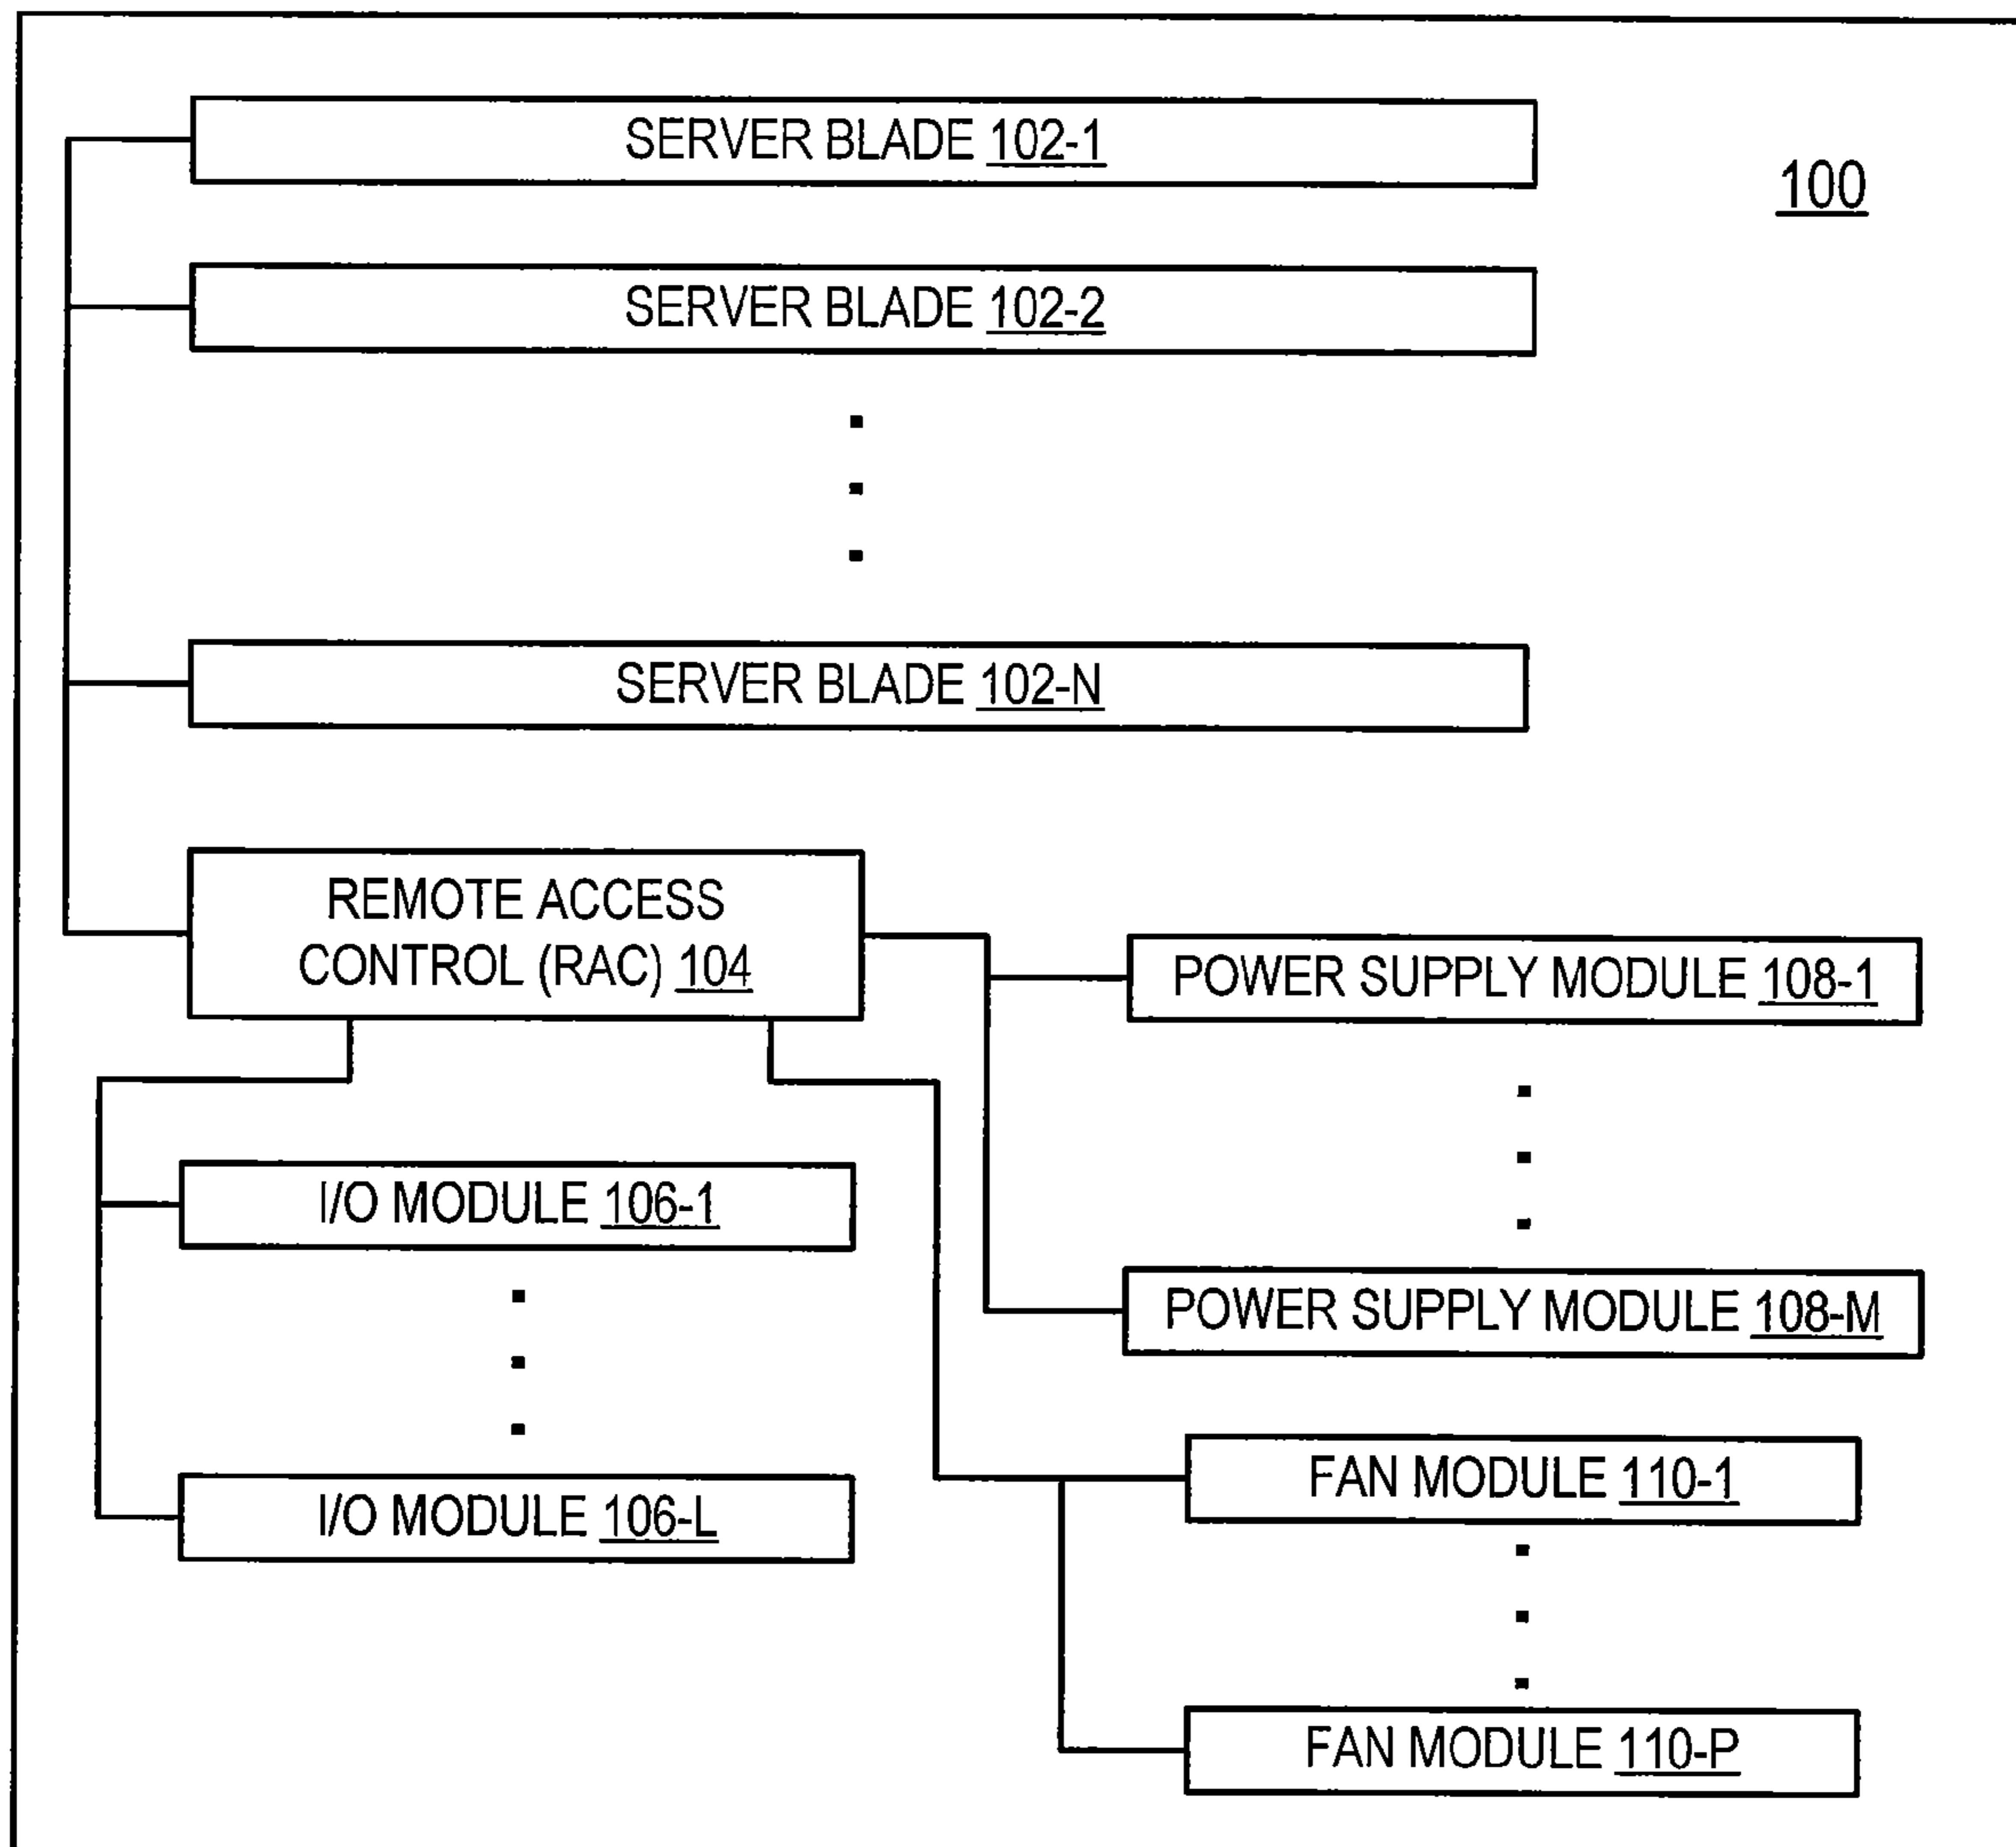 SERVER BLADE 102-1
100
SERVER BLADE 102-2
SERVER BLADE 102-N
REMOTE ACCESS
CONTROL (RAC) 104
POWER SUPPLY MODULE 108-1
I/O MODULE 106-1
POWER SUPPLY MODULE 108-M
I/O MODULE 106-L
FAN MODULE 110-1
FAN MODULE 110-P